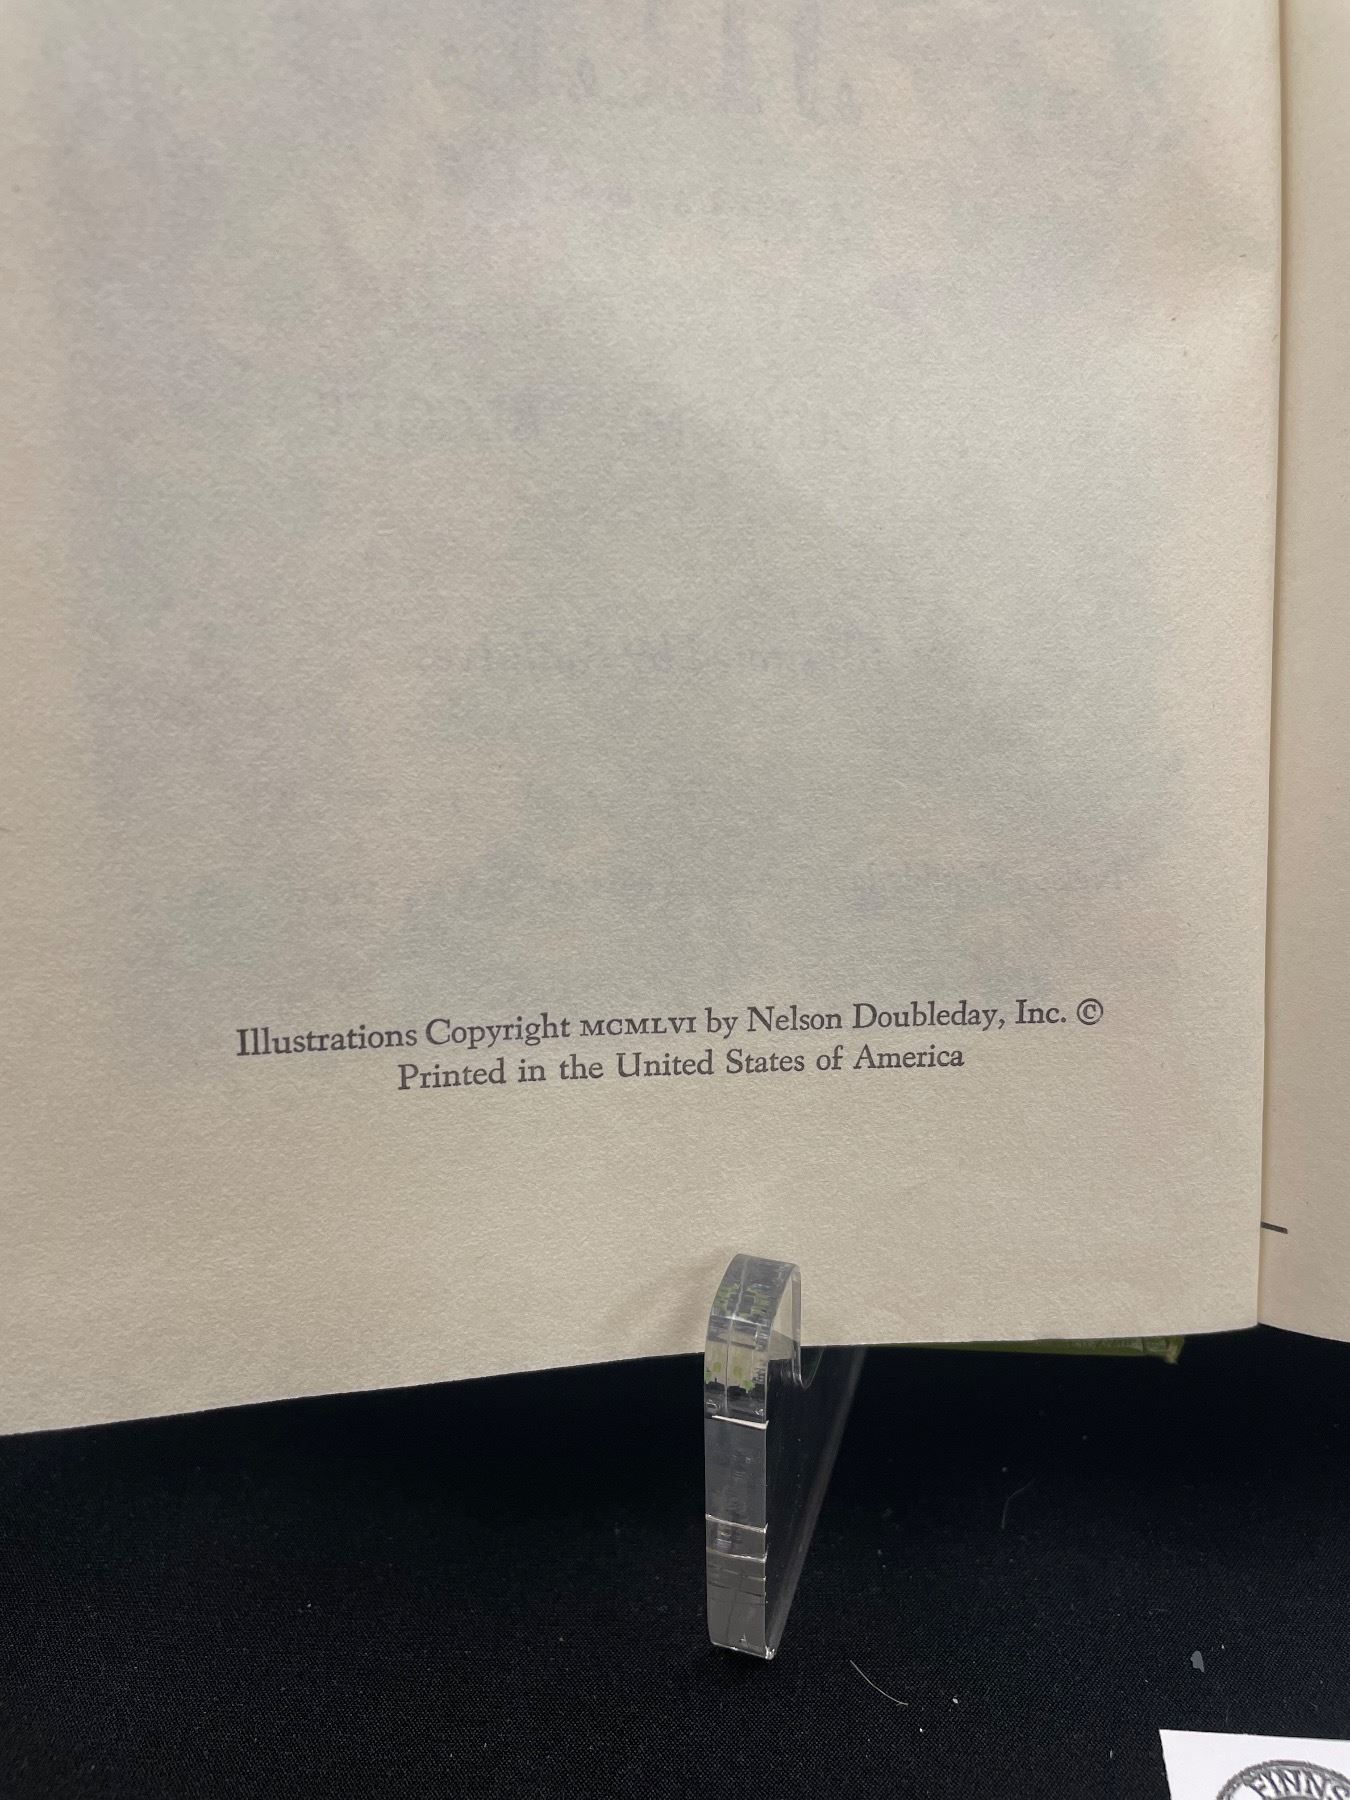 Illustrations Copyright MCMLVI by Nelson Doubleday, Inc. ©
Printed in the United States of America